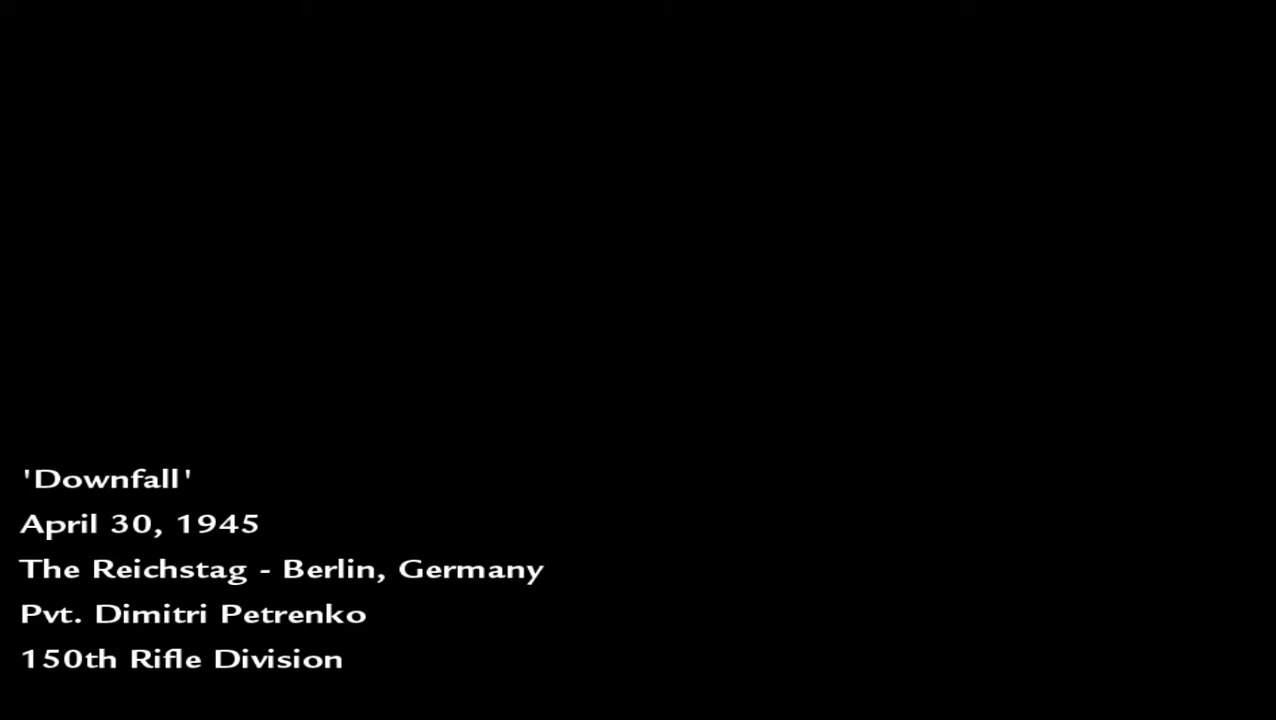 'Downfall'
April 30, 1945
The Reichstag - Berlin, Germany
Pvt. Dimitri Petrenko
150th Rifle Division